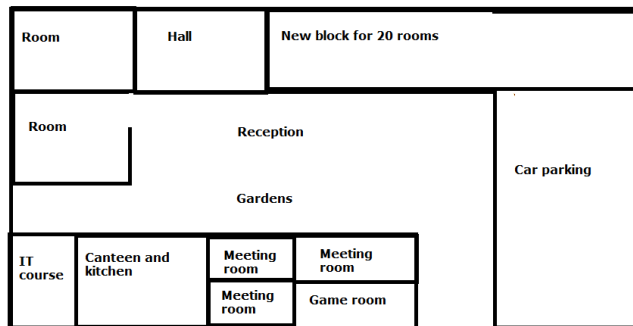 Room
Hall
New block for 20 rooms
Room
Reception
Car parking
Gardens
IT
course
Canteen and
kitchen
Meeting
room
Meeting
room
Meeting
room
Game room